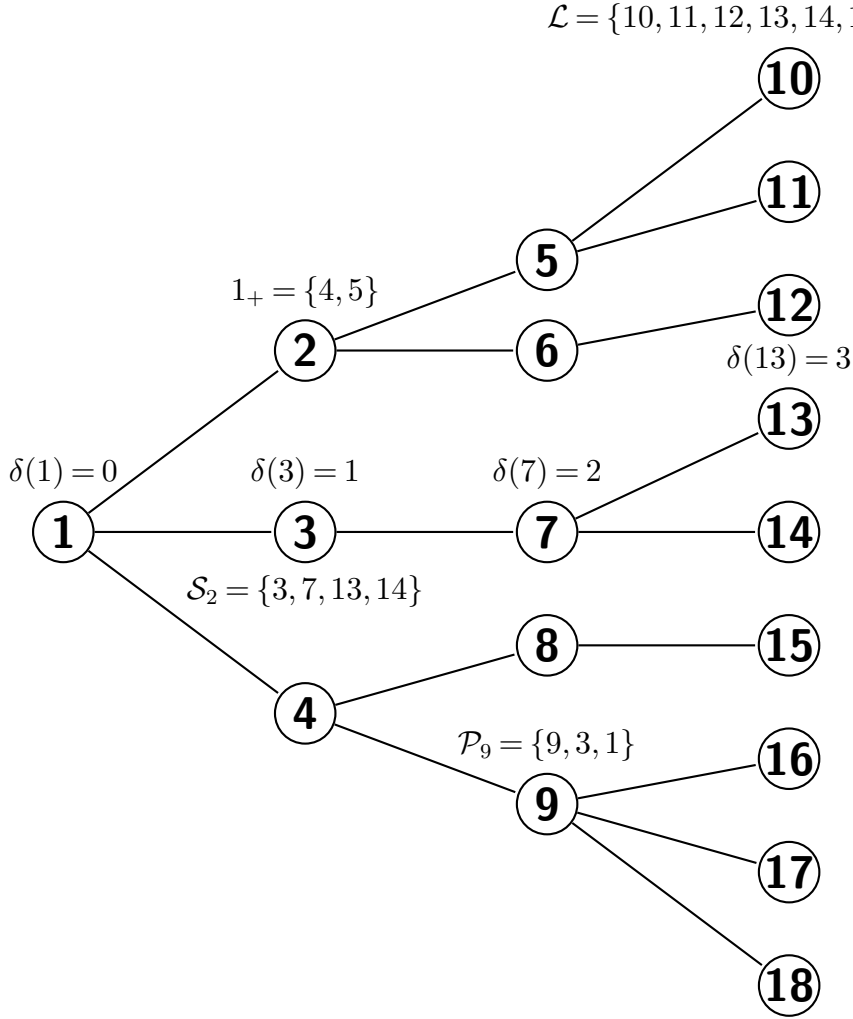 ℒ = {10, 11, 12, 13, 14,
10
11
5
1₊ = {4, 5}
12
2
6
δ(13) = 3
13
δ(1) = 0
δ(3) = 1
δ(7) = 2
1
3
7
14
𝒮₂ = {3, 7, 13, 14}
8
15
4
𝒫₉ = {9, 3, 1}
16
9
17
18